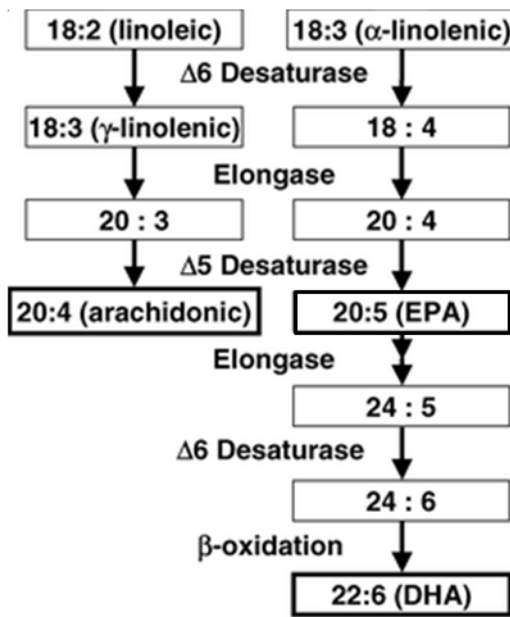 18:2 (linoleic)
18:3 (α-linolenic)
Δ6 Desaturase
18:3 (γ-linolenic)
18 : 4
Elongase
20 : 3
20 : 4
Δ5 Desaturase
20:4 (arachidonic)
20:5 (EPA)
Elongase
24 : 5
Δ6 Desaturase
24 : 6
β-oxidation
22:6 (DHA)